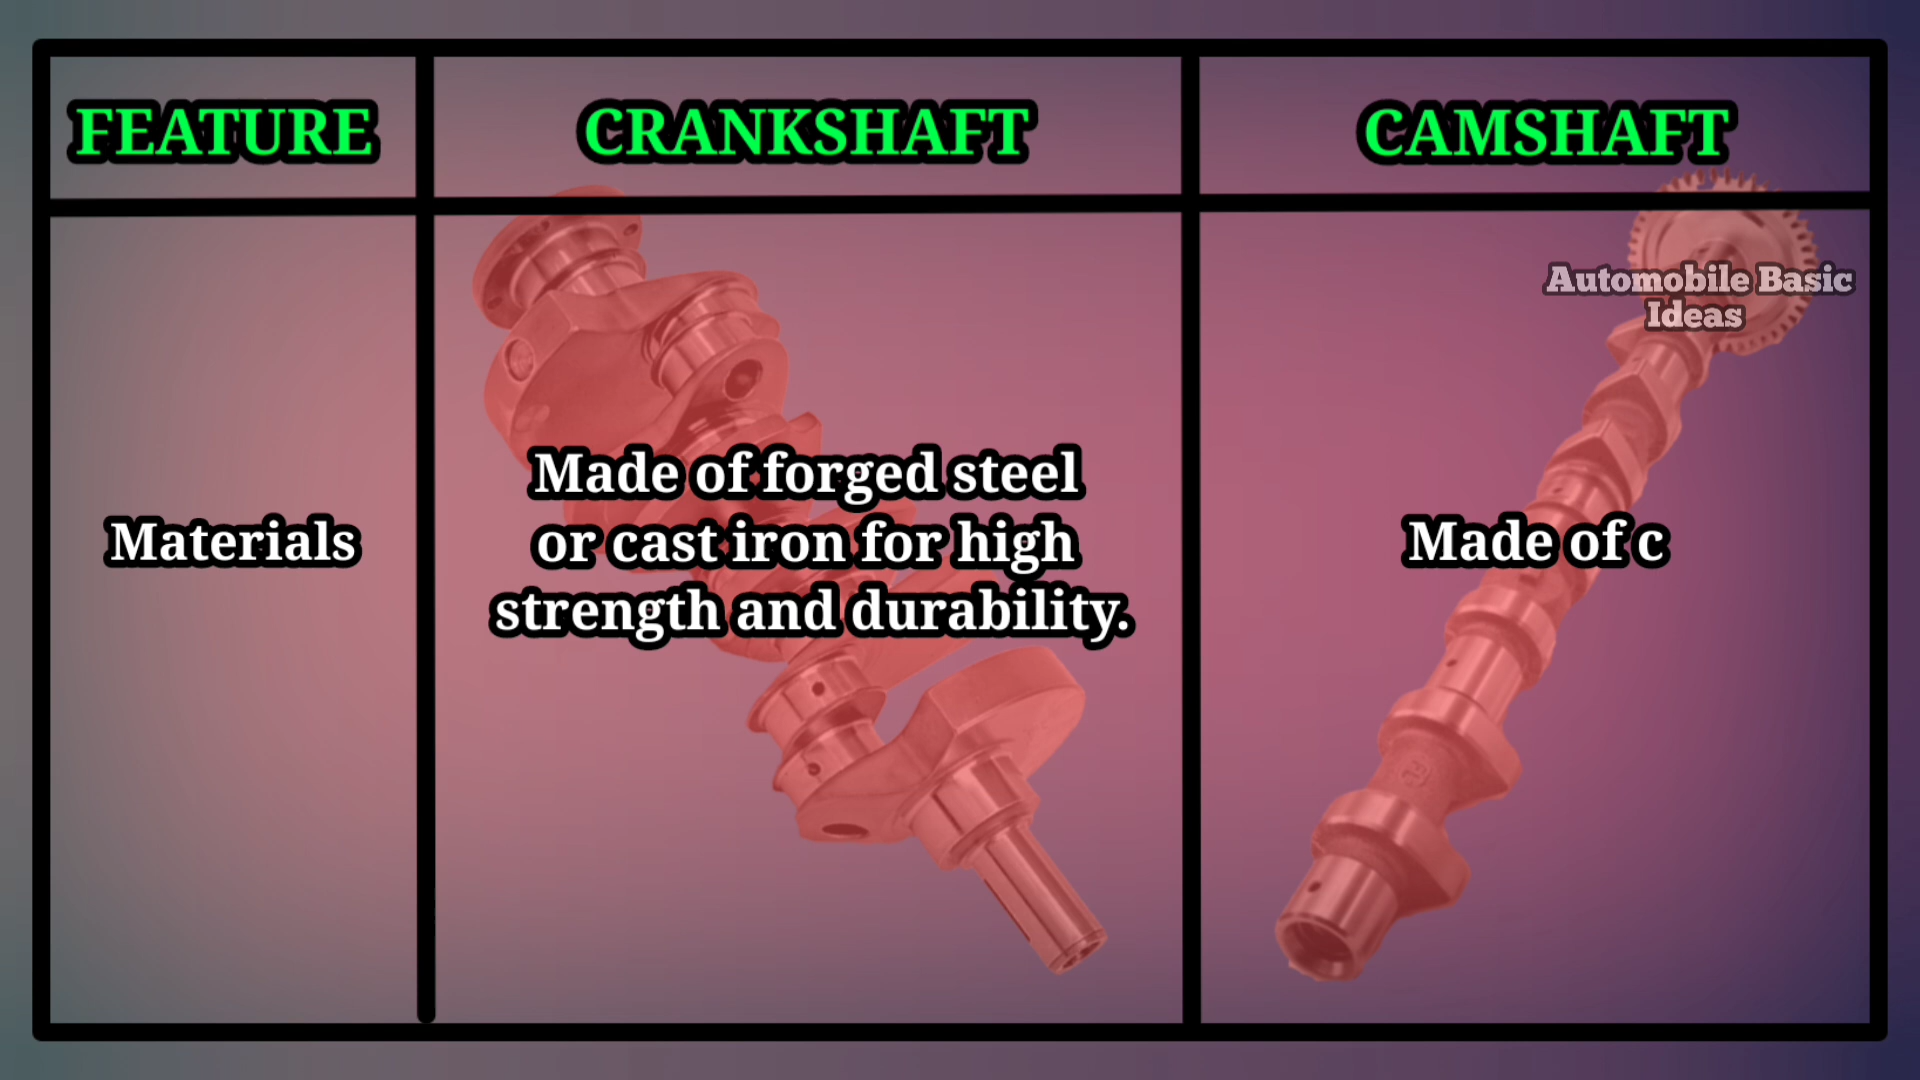 FEATURE
CRANKSHAFT
CAMSHAFT
Automobile Basic
Ideas
Materials
Made of forged steel
or cast iron for high
strength and durability.
Made of c